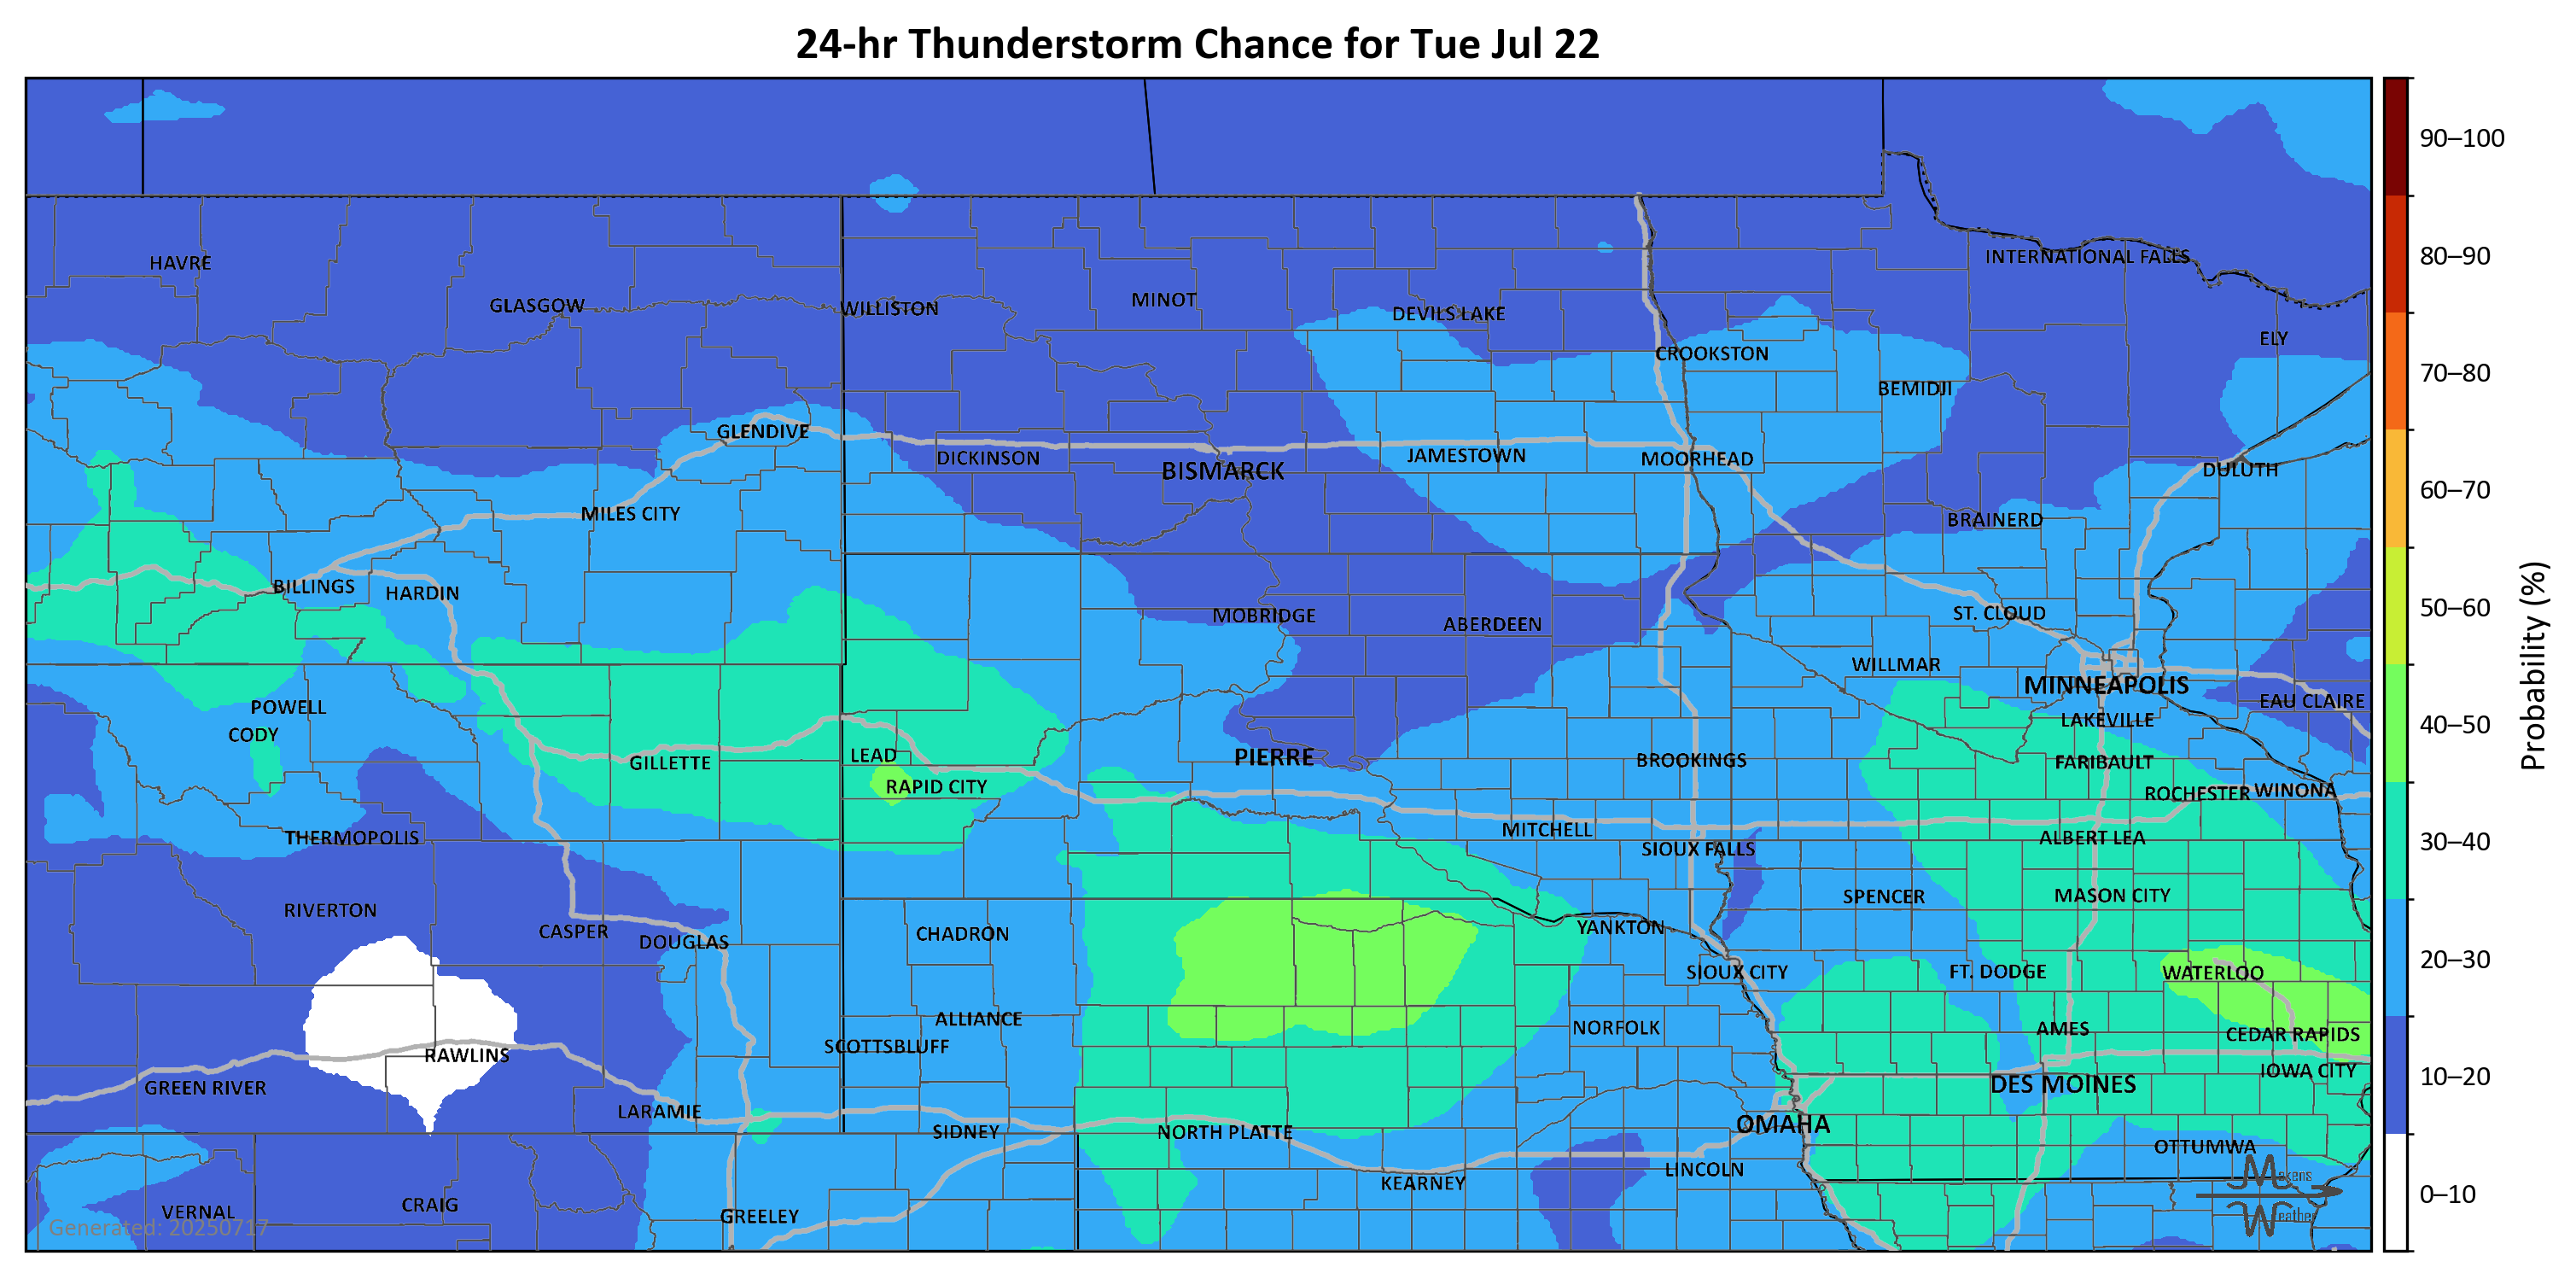 24-hr Thunderstorm Chance for Tue Jul 22
90–100
80–90
70–80
60–70
50–60
40–50
30–40
20–30
10–20
0–10
Probability (%)
HAVRE
GLASGOW
WILLISTON
MINOT
DEVILS LAKE
INTERNATIONAL FALLS
ELY
CROOKSTON
BEMIDJI
GLENDIVE
DICKINSON
BISMARCK
JAMESTOWN
MOORHEAD
DULUTH
MILES CITY
BRAINERD
BILLINGS
HARDIN
MOBRIDGE
ABERDEEN
ST. CLOUD
WILLMAR
MINNEAPOLIS
POWELL
EAU CLAIRE
CODY
LAKEVILLE
LEAD
PIERRE
BROOKINGS
GILLETTE
FARIBAULT
RAPID CITY
ROCHESTER
WINONA
THERMOPOLIS
MITCHELL
ALBERT LEA
SIOUX FALLS
RIVERTON
SPENCER
MASON CITY
CASPER
DOUGLAS
CHADRON
YANKTON
SIOUX CITY
FT. DODGE
WATERLOO
ALLIANCE
NORFOLK
AMES
CEDAR RAPIDS
SCOTTSBLUFF
RAWLINS
IOWA CITY
GREEN RIVER
DES MOINES
LARAMIE
OMAHA
SIDNEY
NORTH PLATTE
OTTUMWA
LINCOLN
KEARNEY
VERNAL
CRAIG
GREELEY
Makens
Weather
Generated: 20250717